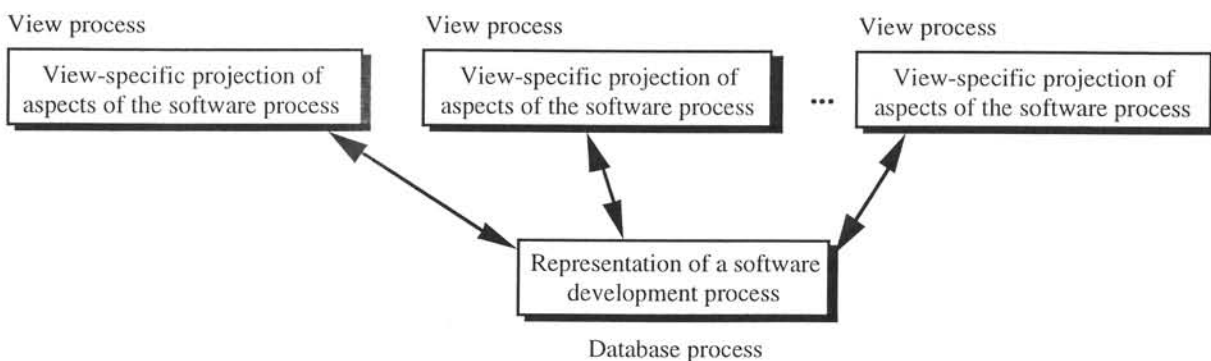 View process
View process
View process
View-specific projection of
aspects of the software process
View-specific projection of
aspects of the software process
...
View-specific projection of
aspects of the software process
Representation of a software
development process
Database process